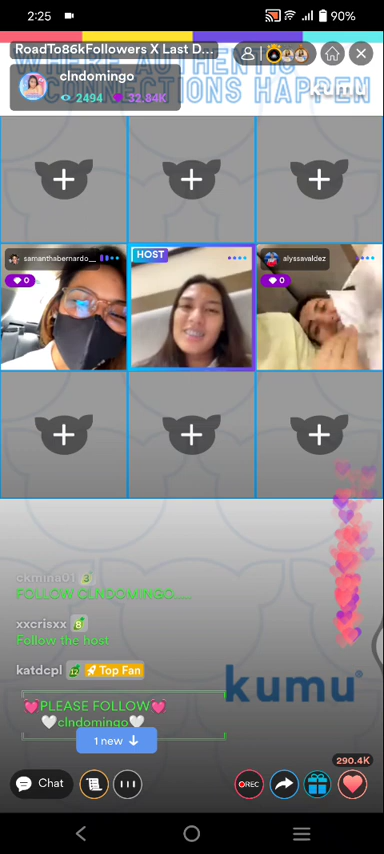 2:25
90%
RoadTo86kFollowers X Last D...
WHERE AUTHENTIC
CONNECTIONS HAPPEN
clndomingo
2494 32.84K
kumu
samanthabernardo__
0
HOST
alyssavaldez
0
ckmina01 3
FOLLOW CLNDOMINGO.....
xxcrisxx 8
Follow the host
katdcpl 12 Top Fan
💓PLEASE FOLLOW💓
🤍clndomingo🤍
kumu
1 new ↓
290.4K
Chat
REC